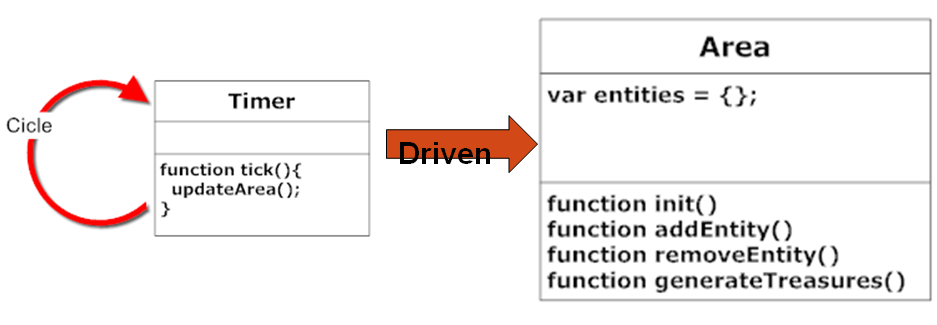 Cicle
Timer
function tick(){
updateArea();
}
Driven
Area
var entities = {};
function init()
function addEntity()
function removeEntity()
function generateTreasures()